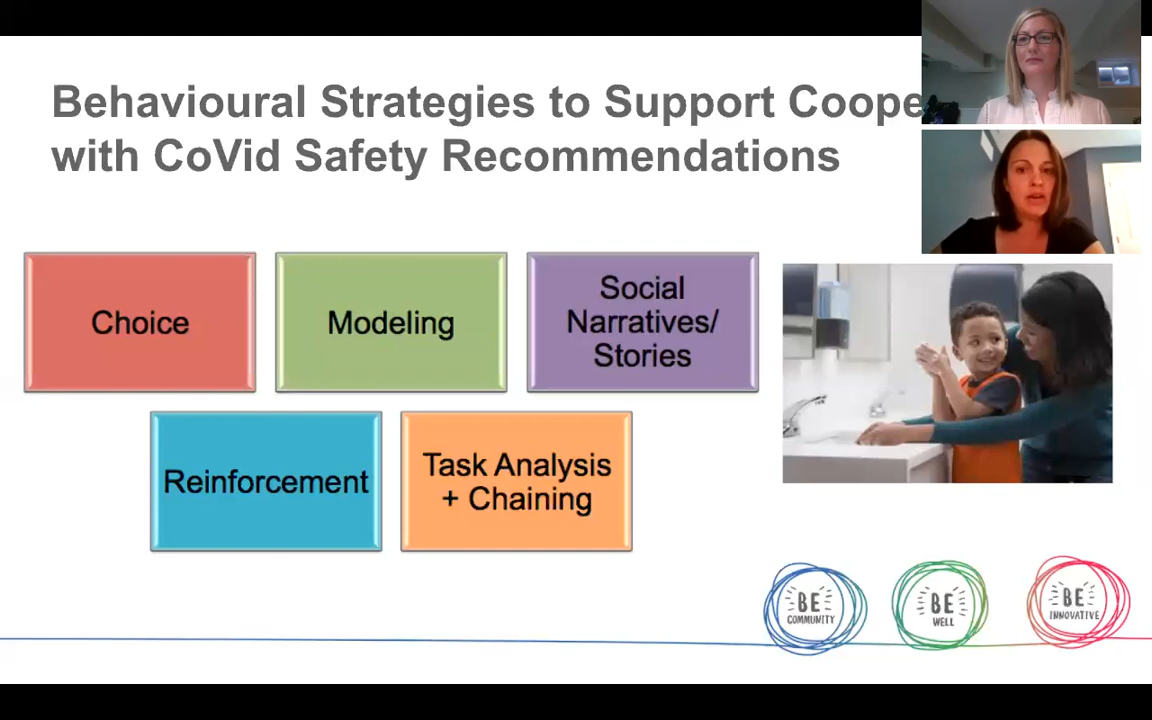 Behavioural Strategies to Support Coope
with CoVid Safety Recommendations
Choice
Modeling
Social
Narratives/
Stories
Reinforcement
Task Analysis
+ Chaining
BE
COMMUNITY
BE
WELL
BE
INNOVATIVE